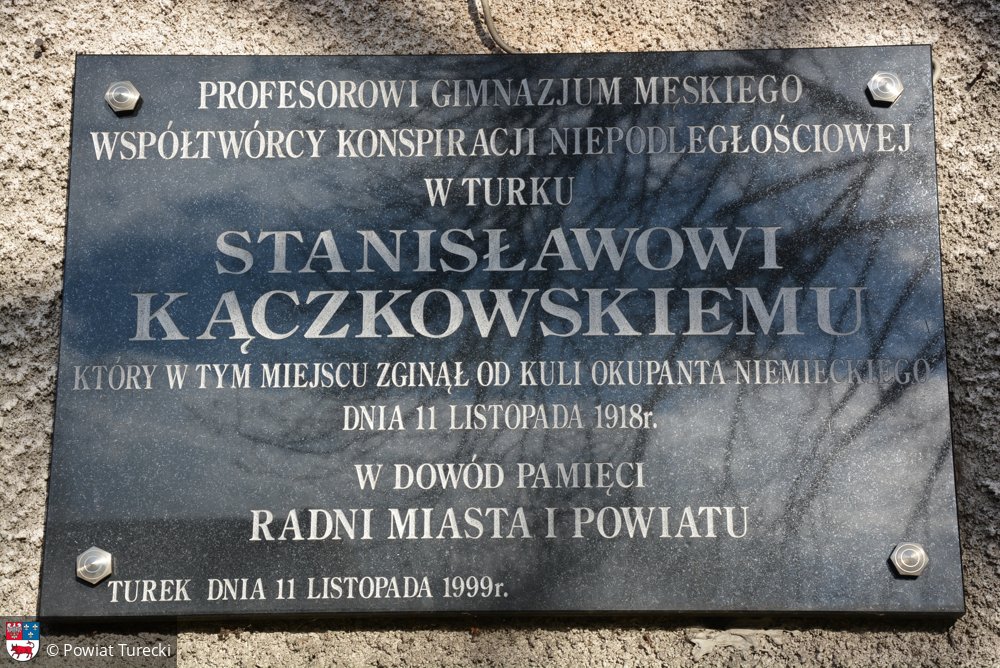 PROFESOROWI GIMNAZJUM MĘSKIEGO
WSPÓŁTWÓRCY KONSPIRACJI NIEPODLEGŁOŚCIOWEJ
W TURKU
STANISŁAWOWI
KĄCZKOWSKIEMU
KTÓRY W TYM MIEJSCU ZGINĄŁ OD KULI OKUPANTA NIEMIECKIEGO
DNIA 11 LISTOPADA 1918r.
W DOWÓD PAMIĘCI
RADNI MIASTA I POWIATU
TUREK DNIA 11 LISTOPADA 1999r.
© Powiat Turecki